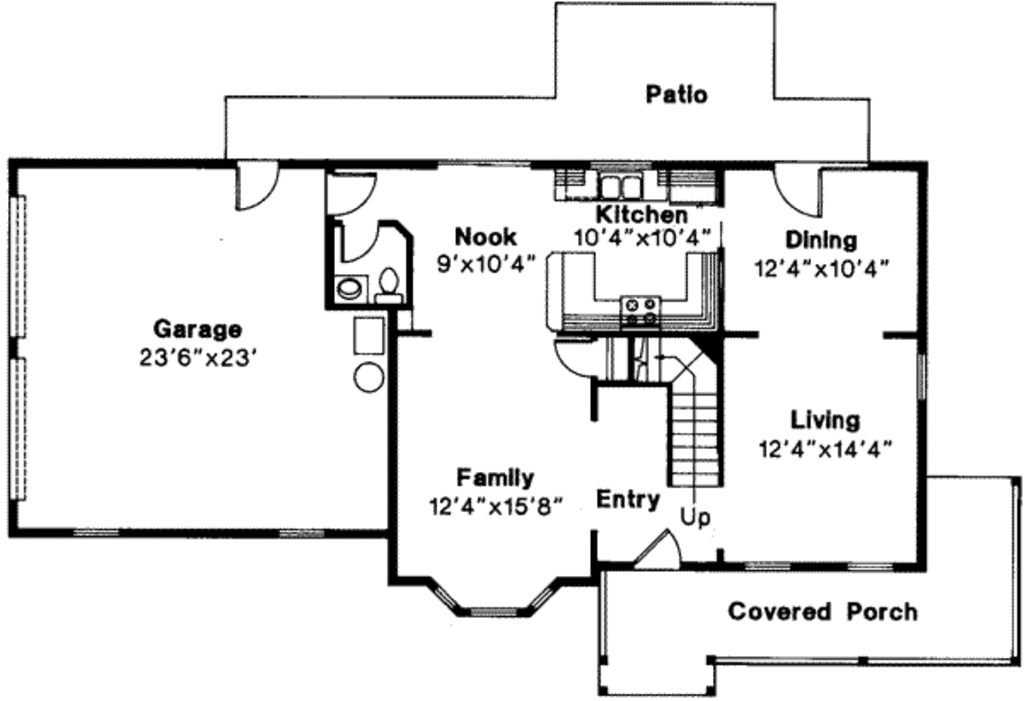 Patio
Kitchen
10'4"x10'4"
Nook
9'x10'4"
Dining
12'4"x10'4"
Garage
23'6"x23'
Living
12'4"x14'4"
Family
12'4"x15'8"
Entry
Up
Covered Porch